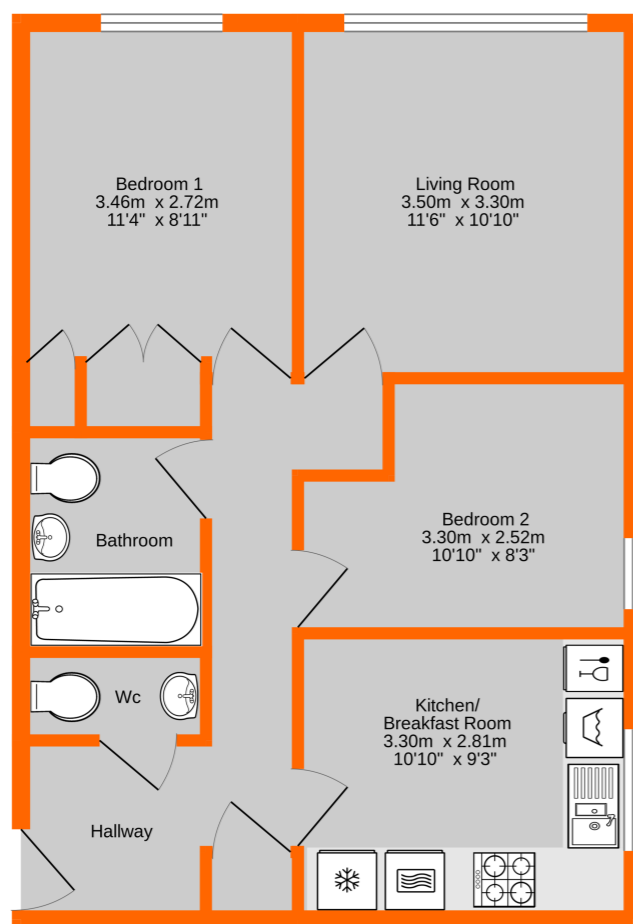 Bedroom 1
3.46m x 2.72m
11'4" x 8'11"
Living Room
3.50m x 3.30m
11'6" x 10'10"
Bedroom 2
3.30m x 2.52m
10'10" x 8'3"
Bathroom
Wc
Kitchen/
Breakfast Room
3.30m x 2.81m
10'10" x 9'3"
Hallway